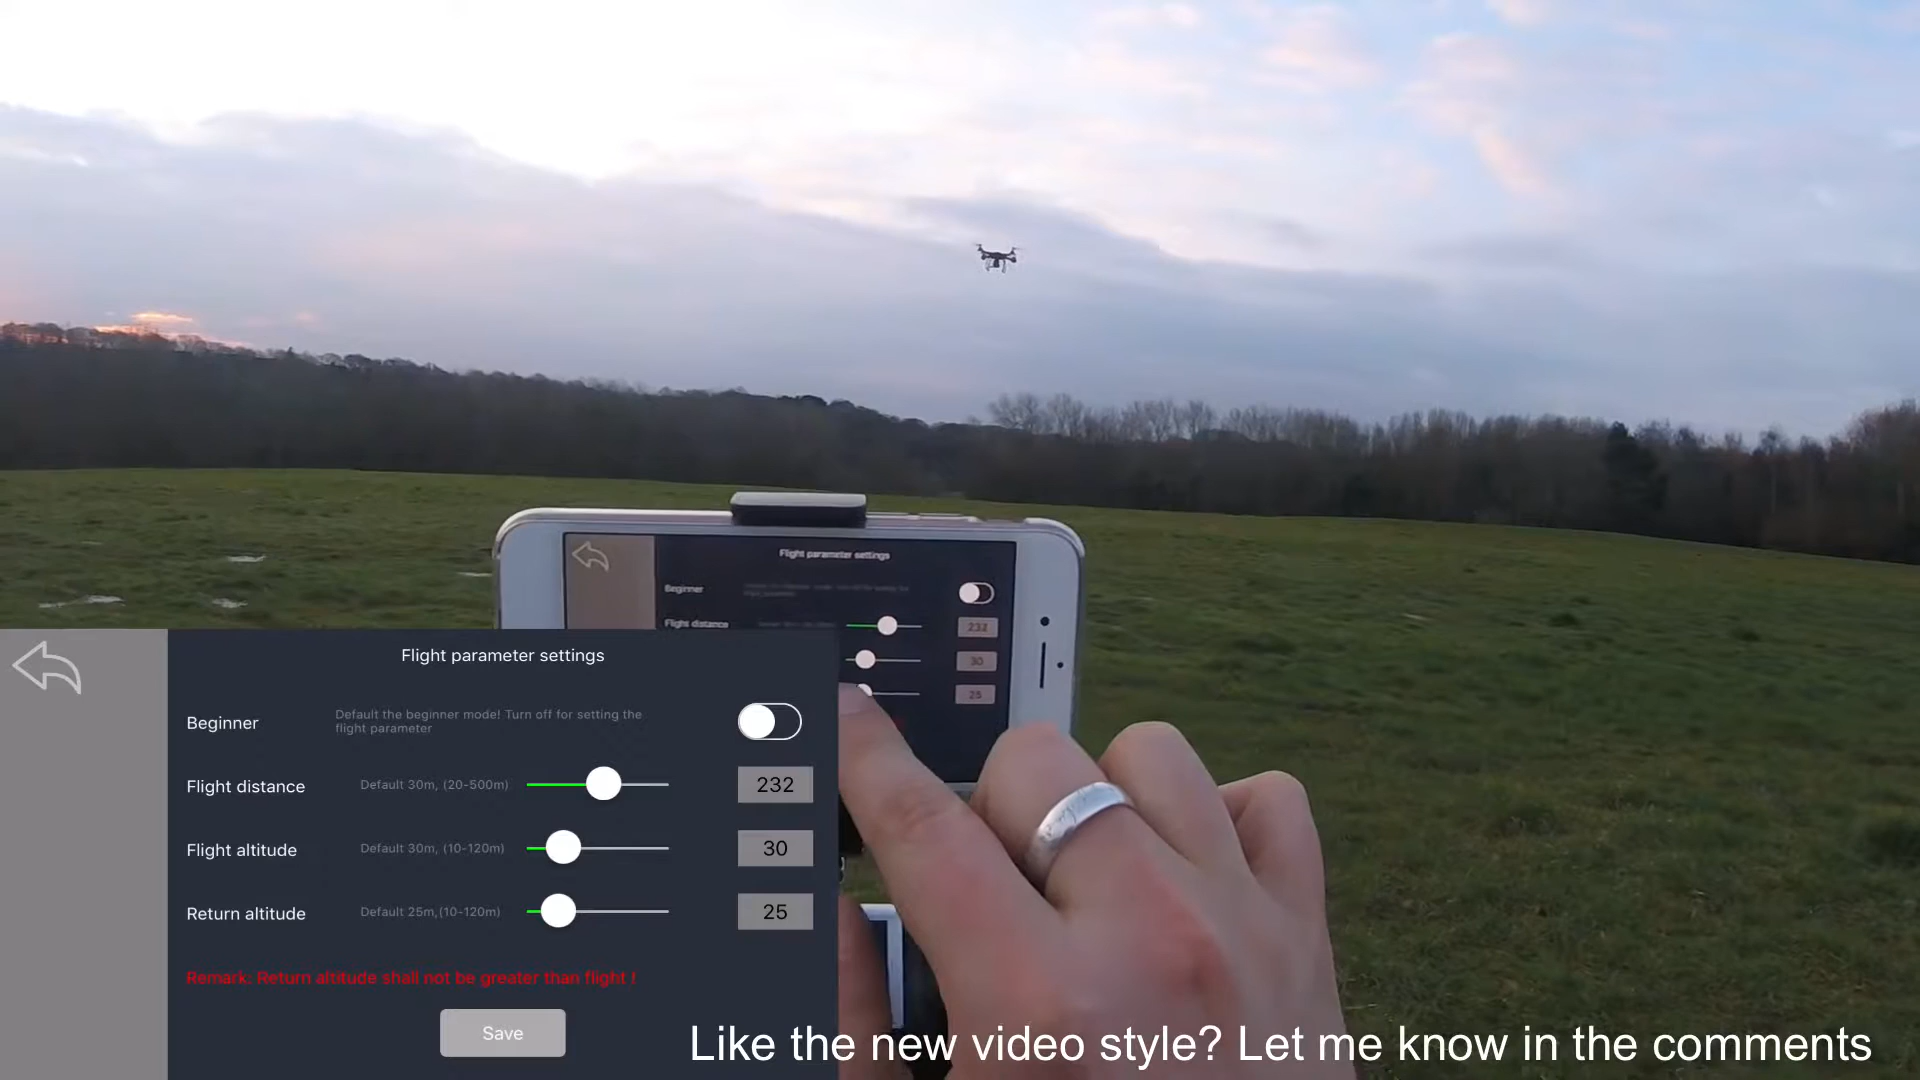 Flight parameter settings
Beginner
Flight distance
232
30
25
Flight parameter settings
Beginner
Default the beginner mode! Turn off for setting the
flight parameter
Flight distance Default 30m, (20-500m) 232
Flight altitude Default 30m, (10-120m) 30
Return altitude Default 25m,(10-120m) 25
Remark: Return altitude shall not be greater than flight !
Save
Like the new video style? Let me know in the comments